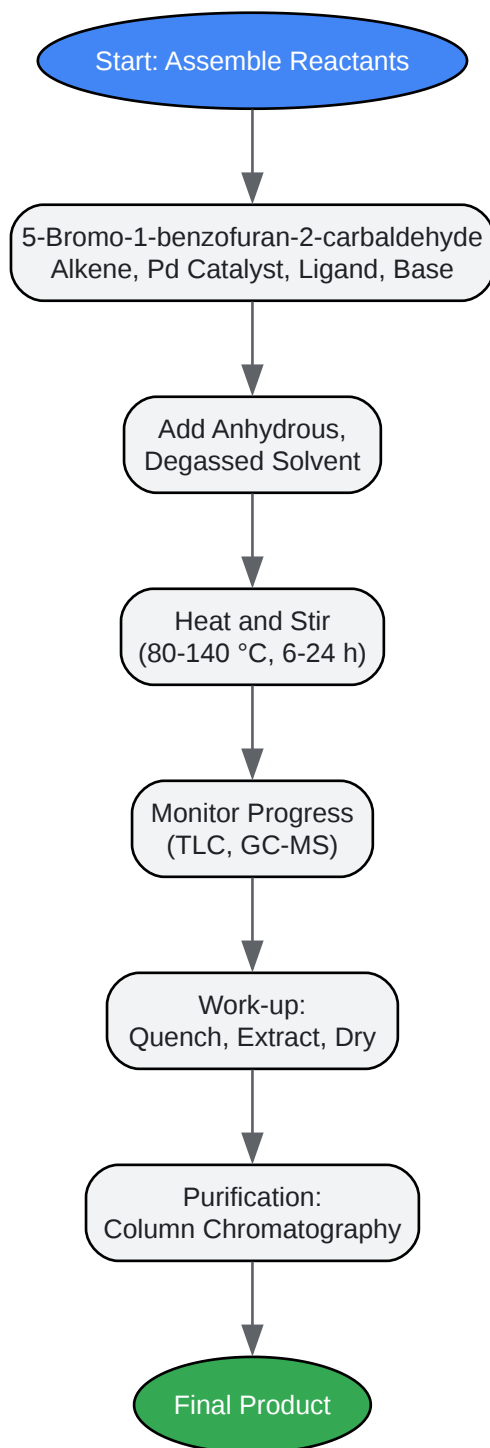 Start: Assemble Reactants
5-Bromo-1-benzofuran-2-carbaldehyde
Alkene, Pd Catalyst, Ligand, Base
Add Anhydrous,
Degassed Solvent
Heat and Stir
(80-140 °C, 6-24 h)
Monitor Progress
(TLC, GC-MS)
Work-up:
Quench, Extract, Dry
Purification:
Column Chromatography
Final Product